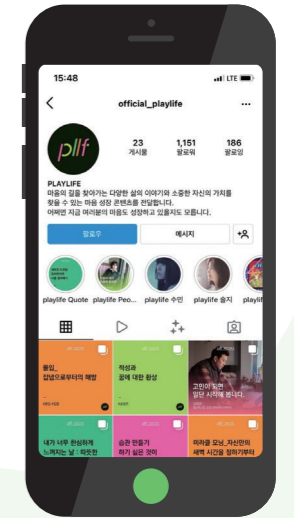 15:48
LTE
official_playlife
pllf
23
게시물
1,151
팔로워
186
팔로잉
PLAYLIFE
마음의 길을 찾아가는 다양한 삶의 이야기와 소중한 자신의 가치를
찾을 수 있는 마음 성장 콘텐츠를 전달합니다.
어쩌면 지금 여러분의 마음도 성장하고 있을지도 모릅니다.
팔로우
메시지
playlife Quote
playlife Peo...
playlife 수민
playlife 솔지
playlif
몰입_
잡념으로부터의 해방
적성과
꿈에 대한 환상
고민이 되면
일단 시작해 봅니다.
내가 너무 한심하게
느껴지는 날 : 따뜻한
습관 만들기
하기 싫은 것이
미라클 모닝_자신만의
새벽 시간을 정하기부터